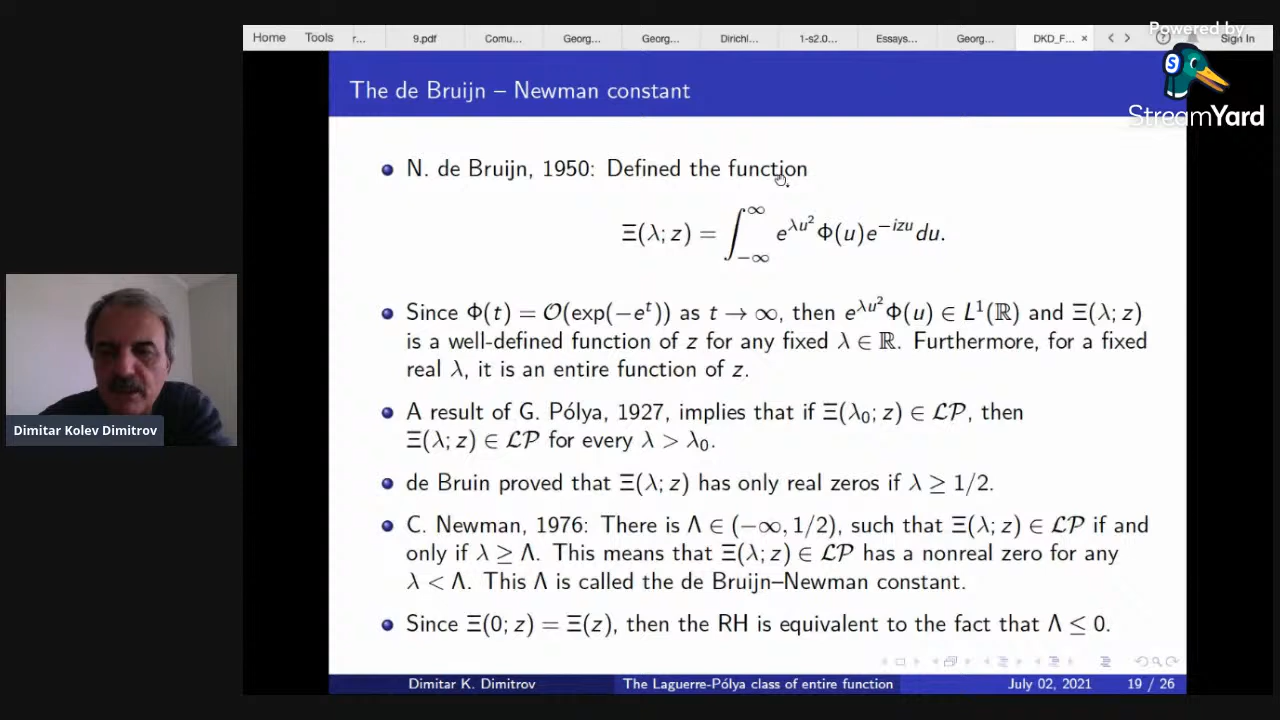 Home Tools r... 9.pdf Comu... Georg... Georg... Dirichl... 1-s2.0... Essays... Georg... DKD_F... × Sign In
Powered by
StreamYard
The de Bruijn – Newman constant
N. de Bruijn, 1950: Defined the function
Ξ(λ; z) = ∫_{−∞}^{∞} e^{λu²} Φ(u)e^{−izu} du.
Since Φ(t) = O(exp(−e^t)) as t → ∞, then e^{λu²} Φ(u) ∈ L¹(ℝ) and Ξ(λ; z)
is a well-defined function of z for any fixed λ ∈ ℝ. Furthermore, for a fixed
real λ, it is an entire function of z.
A result of G. Pólya, 1927, implies that if Ξ(λ₀; z) ∈ LP, then
Ξ(λ; z) ∈ LP for every λ > λ₀.
de Bruin proved that Ξ(λ; z) has only real zeros if λ ≥ 1/2.
C. Newman, 1976: There is Λ ∈ (−∞, 1/2), such that Ξ(λ; z) ∈ LP if and
only if λ ≥ Λ. This means that Ξ(λ; z) ∈ LP has a nonreal zero for any
λ < Λ. This Λ is called the de Bruijn–Newman constant.
Since Ξ(0; z) = Ξ(z), then the RH is equivalent to the fact that Λ ≤ 0.
Dimitar Kolev Dimitrov
Dimitar K. Dimitrov The Laguerre-Pólya class of entire function July 02, 2021 19 / 26